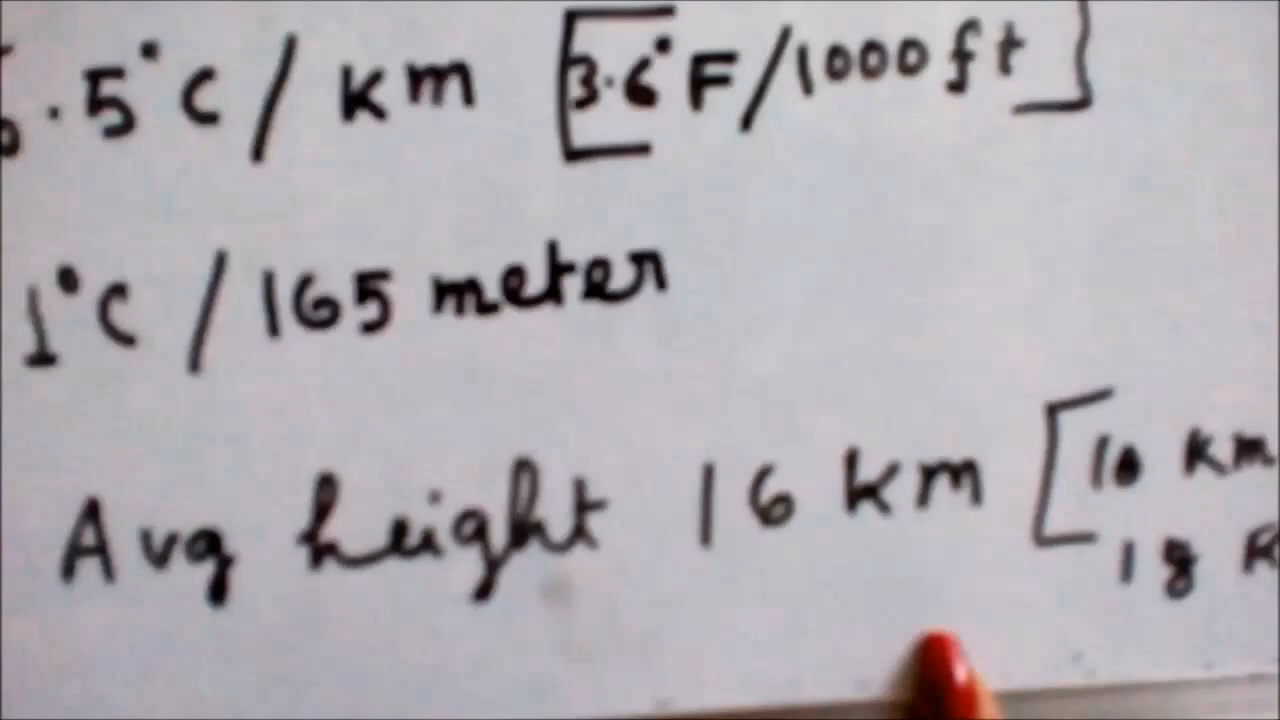 .5°C / km [3.6°F/1000 ft]
1°C / 165 meter
Avg height 16 km [10 km
18